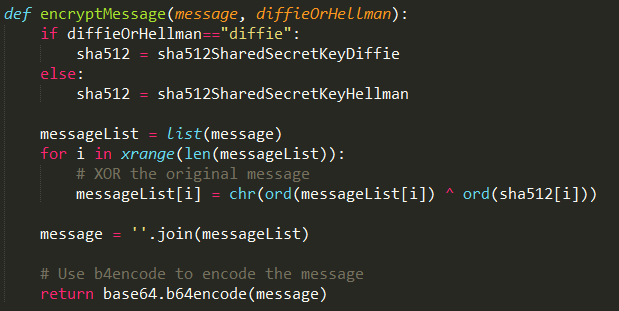 def encryptMessage(message, diffieOrHellman):
    if diffieOrHellman=="diffie":
        sha512 = sha512SharedSecretKeyDiffie
    else:
        sha512 = sha512SharedSecretKeyHellman

    messageList = list(message)
    for i in xrange(len(messageList)):
        # XOR the original message
        messageList[i] = chr(ord(messageList[i]) ^ ord(sha512[i]))

    message = ''.join(messageList)

    # Use b4encode to encode the message
    return base64.b64encode(message)